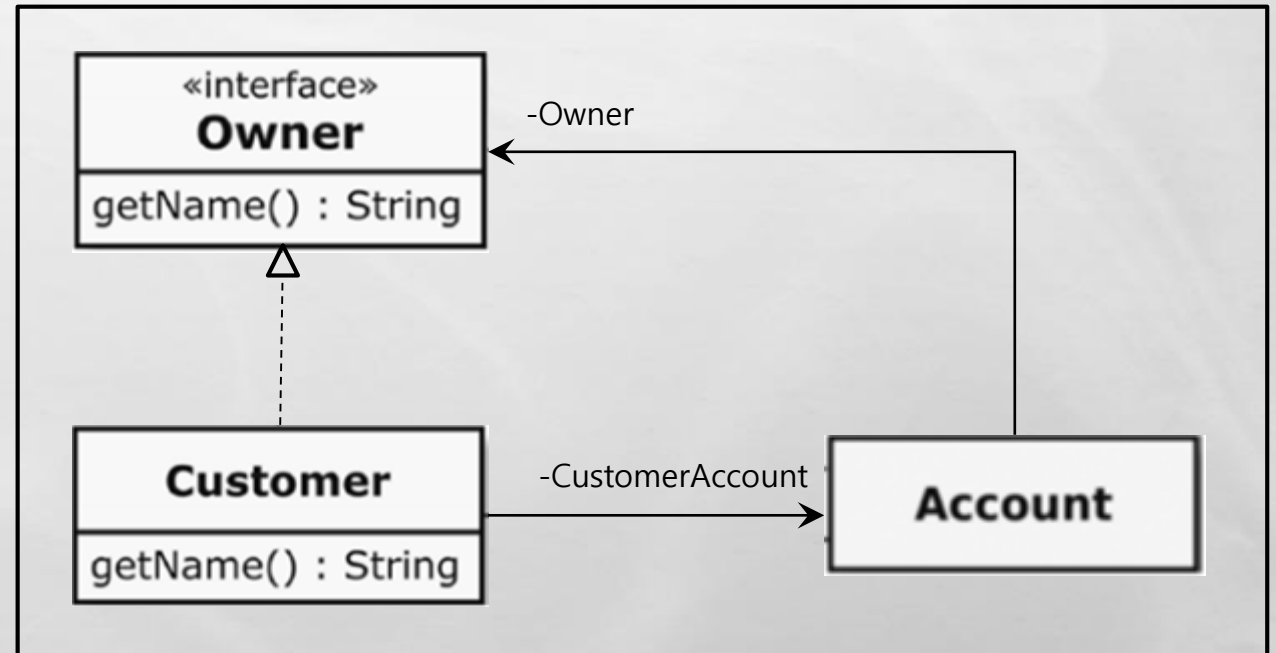 «interface»
Owner
getName() : String
-Owner
Customer
getName() : String
-CustomerAccount
Account